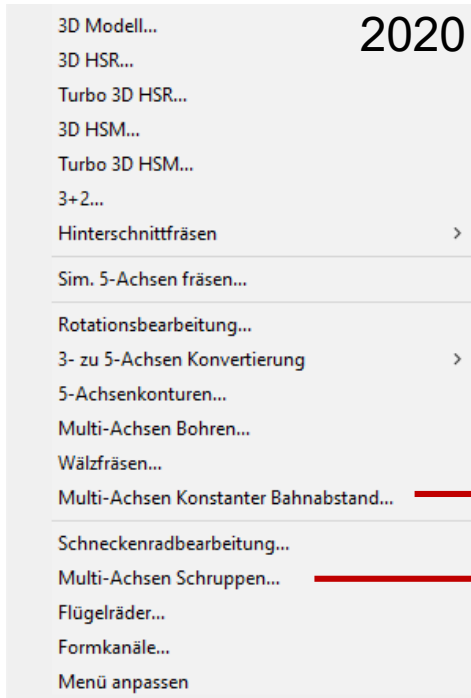 2020
3D Modell...
3D HSR...
Turbo 3D HSR...
3D HSM...
Turbo 3D HSM...
3+2...
Hinterschnittfräsen
Sim. 5-Achsen fräsen...
Rotationsbearbeitung...
3- zu 5-Achsen Konvertierung
5-Achsenkonturen...
Multi-Achsen Bohren...
Wälzfräsen...
Multi-Achsen Konstanter Bahnabstand...
Schneckenradbearbeitung...
Multi-Achsen Schruppen...
Flügelräder...
Formkanäle...
Menü anpassen